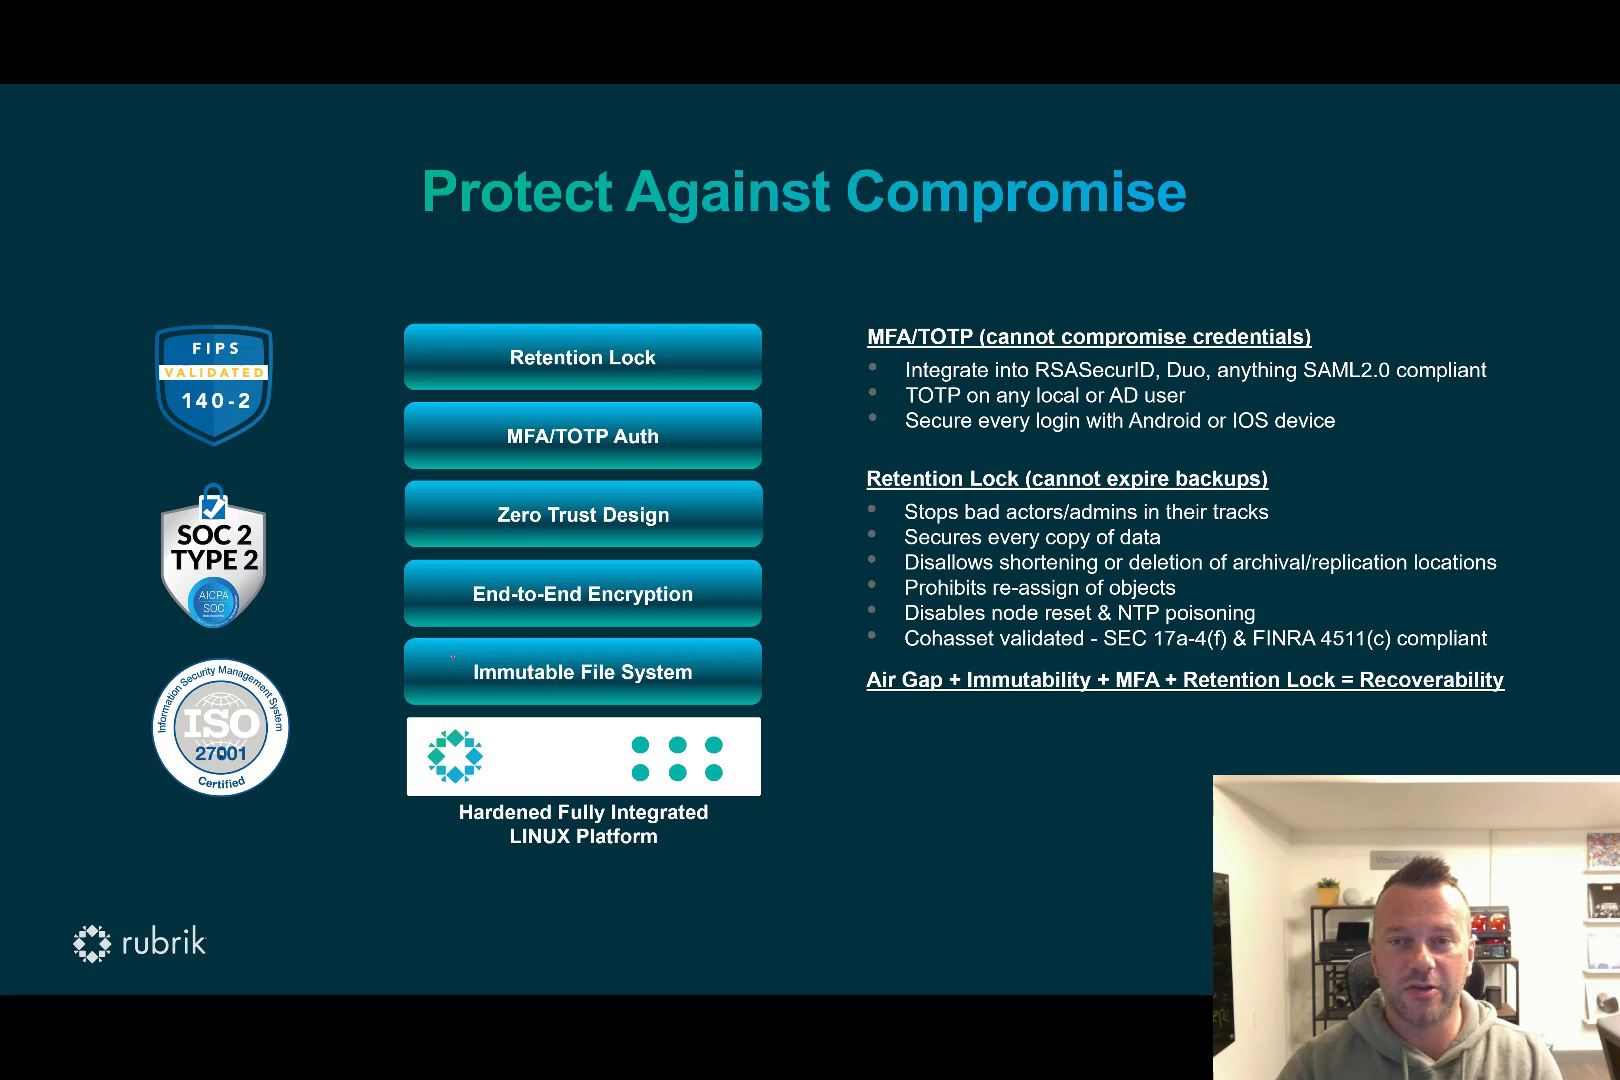 Protect Against Compromise
FIPS
VALIDATED
140-2
SOC 2
TYPE 2
AICPA
SOC
Information Security Management System
ISO
27001
Certified
Retention Lock
MFA/TOTP Auth
Zero Trust Design
End-to-End Encryption
Immutable File System
Hardened Fully Integrated
LINUX Platform
MFA/TOTP (cannot compromise credentials)
Integrate into RSASecurID, Duo, anything SAML2.0 compliant
TOTP on any local or AD user
Secure every login with Android or IOS device
Retention Lock (cannot expire backups)
Stops bad actors/admins in their tracks
Secures every copy of data
Disallows shortening or deletion of archival/replication locations
Prohibits re-assign of objects
Disables node reset & NTP poisoning
Cohasset validated - SEC 17a-4(f) & FINRA 4511(c) compliant
Air Gap + Immutability + MFA + Retention Lock = Recoverability
rubrik